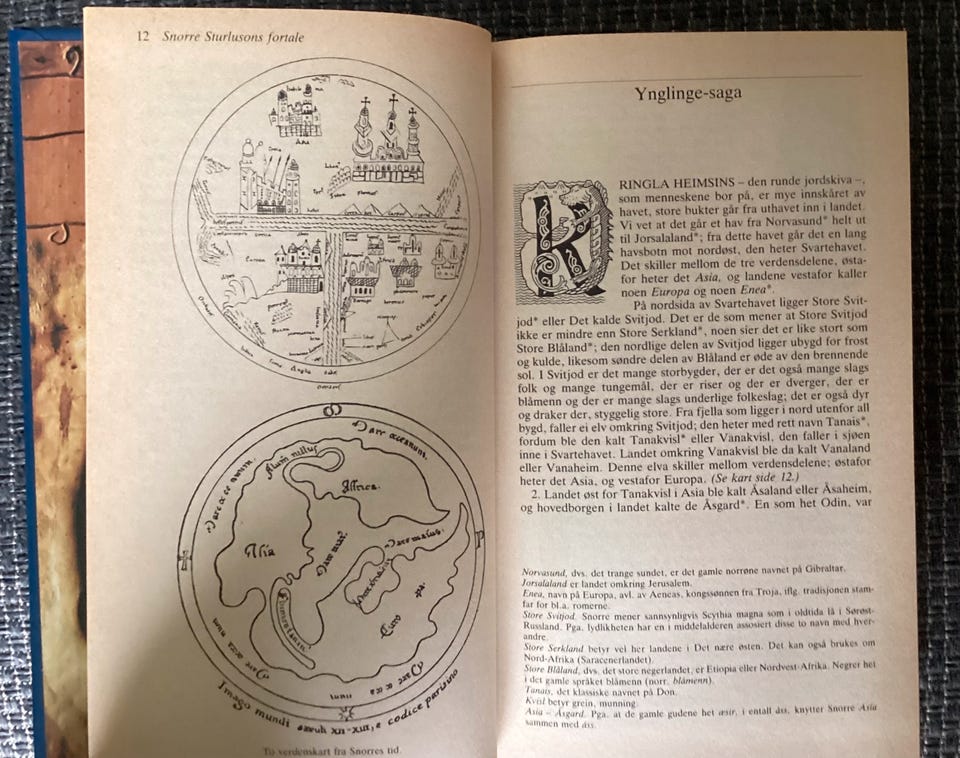 12 Snorre Sturlusons fortale
Asia
Europa
Mare oceanum.
Affrica.
Asia
Mare mar.
Euro
pa.
Imago mundi saeculi XII-XIII, e codice parisino
To verdenskart fra Snorres tid.
Ynglinge-saga
KRINGLA HEIMSINS – den runde jordskiva –,
som menneskene bor på, er mye innskåret av
havet, store bukter går fra uthavet inn i landet.
Vi vet at det går et hav fra Norvasund* helt ut
til Jorsalaland*; fra dette havet går det en lang
havsbotn mot nordøst, den heter Svartehavet.
Det skiller mellom de tre verdensdelene, østa-
for heter det Asia, og landene vestafor kaller
noen Europa og noen Enea*.
På nordsida av Svartehavet ligger Store Svit-
jod* eller Det kalde Svitjod. Det er de som mener at Store Svitjod
ikke er mindre enn Store Serkland*, noen sier det er like stort som
Store Blåland*; den nordlige delen av Svitjod ligger ubygd for frost
og kulde, likesom søndre delen av Blåland er øde av den brennende
sol. I Svitjod er det mange storbygder, der er det også mange slags
folk og mange tungemål, der er riser og der er dverger, der er
blåmenn og der er mange slags underlige folkeslag; det er også dyr
og draker der, styggelig store. Fra fjella som ligger i nord utenfor all
bygd, faller ei elv omkring Svitjod; den heter med rett navn Tanais*,
fordum ble den kalt Tanakvisl* eller Vanakvisl, den faller i sjøen
inne i Svartehavet. Landet omkring Vanakvisl ble da kalt Vanaland
eller Vanaheim. Denne elva skiller mellom verdensdelene; østafor
heter det Asia, og vestafor Europa. (Se kart side 12.)
2. Landet øst for Tanakvisl i Asia ble kalt Åsaland eller Åsaheim,
og hovedborgen i landet kalte de Åsgard*. En som het Odin, var
Norvasund, dvs. det trange sundet, er det gamle norrøne navnet på Gibraltar.
Jorsalaland er landet omkring Jerusalem.
Enea, navn på Europa, avl. av Aeneas, kongssønnen fra Troja, iflg. tradisjonen stam-
far for bl.a. romerne.
Store Svitjod. Snorre mener sannsynligvis Scythia magna som i oldtida lå i Sørøst-
Russland. Pga. lydlikheten har en i middelalderen assosiert disse to navn med hver-
andre.
Store Serkland betyr vel her landene i Det nære østen. Det kan også brukes om
Nord-Afrika (Saracenerlandet).
Store Blåland, dvs. det store negerlandet, er Etiopia eller Nordvest-Afrika. Negrer het
i det gamle språket blåmenn (norr. blámenn).
Tanais, det klassiske navnet på Don.
Kvisl betyr grein, munning.
Asia – Åsgard. Pga. at de gamle gudene het æsir, i entall áss, knytter Snorre Asia
sammen med áss.